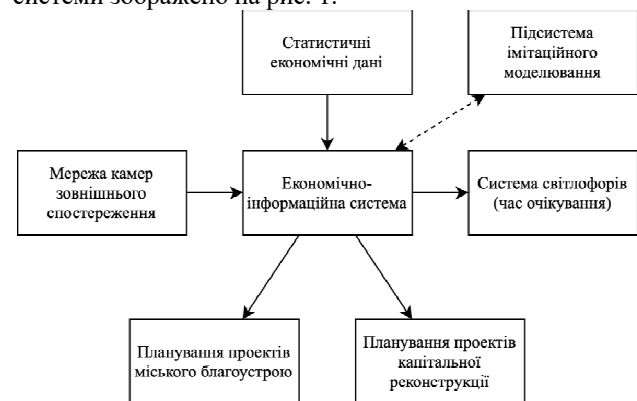 системи зображено на рис. 1.
Статистичні
економічні дані
Підсистема
імітаційного
моделювання
Мережа камер
зовнішнього
спостереження
Економічно-
інформаційна система
Система світлофорів
(час очікування)
Планування проектів
міського благоустрою
Планування проектів
капітальної
реконструкції